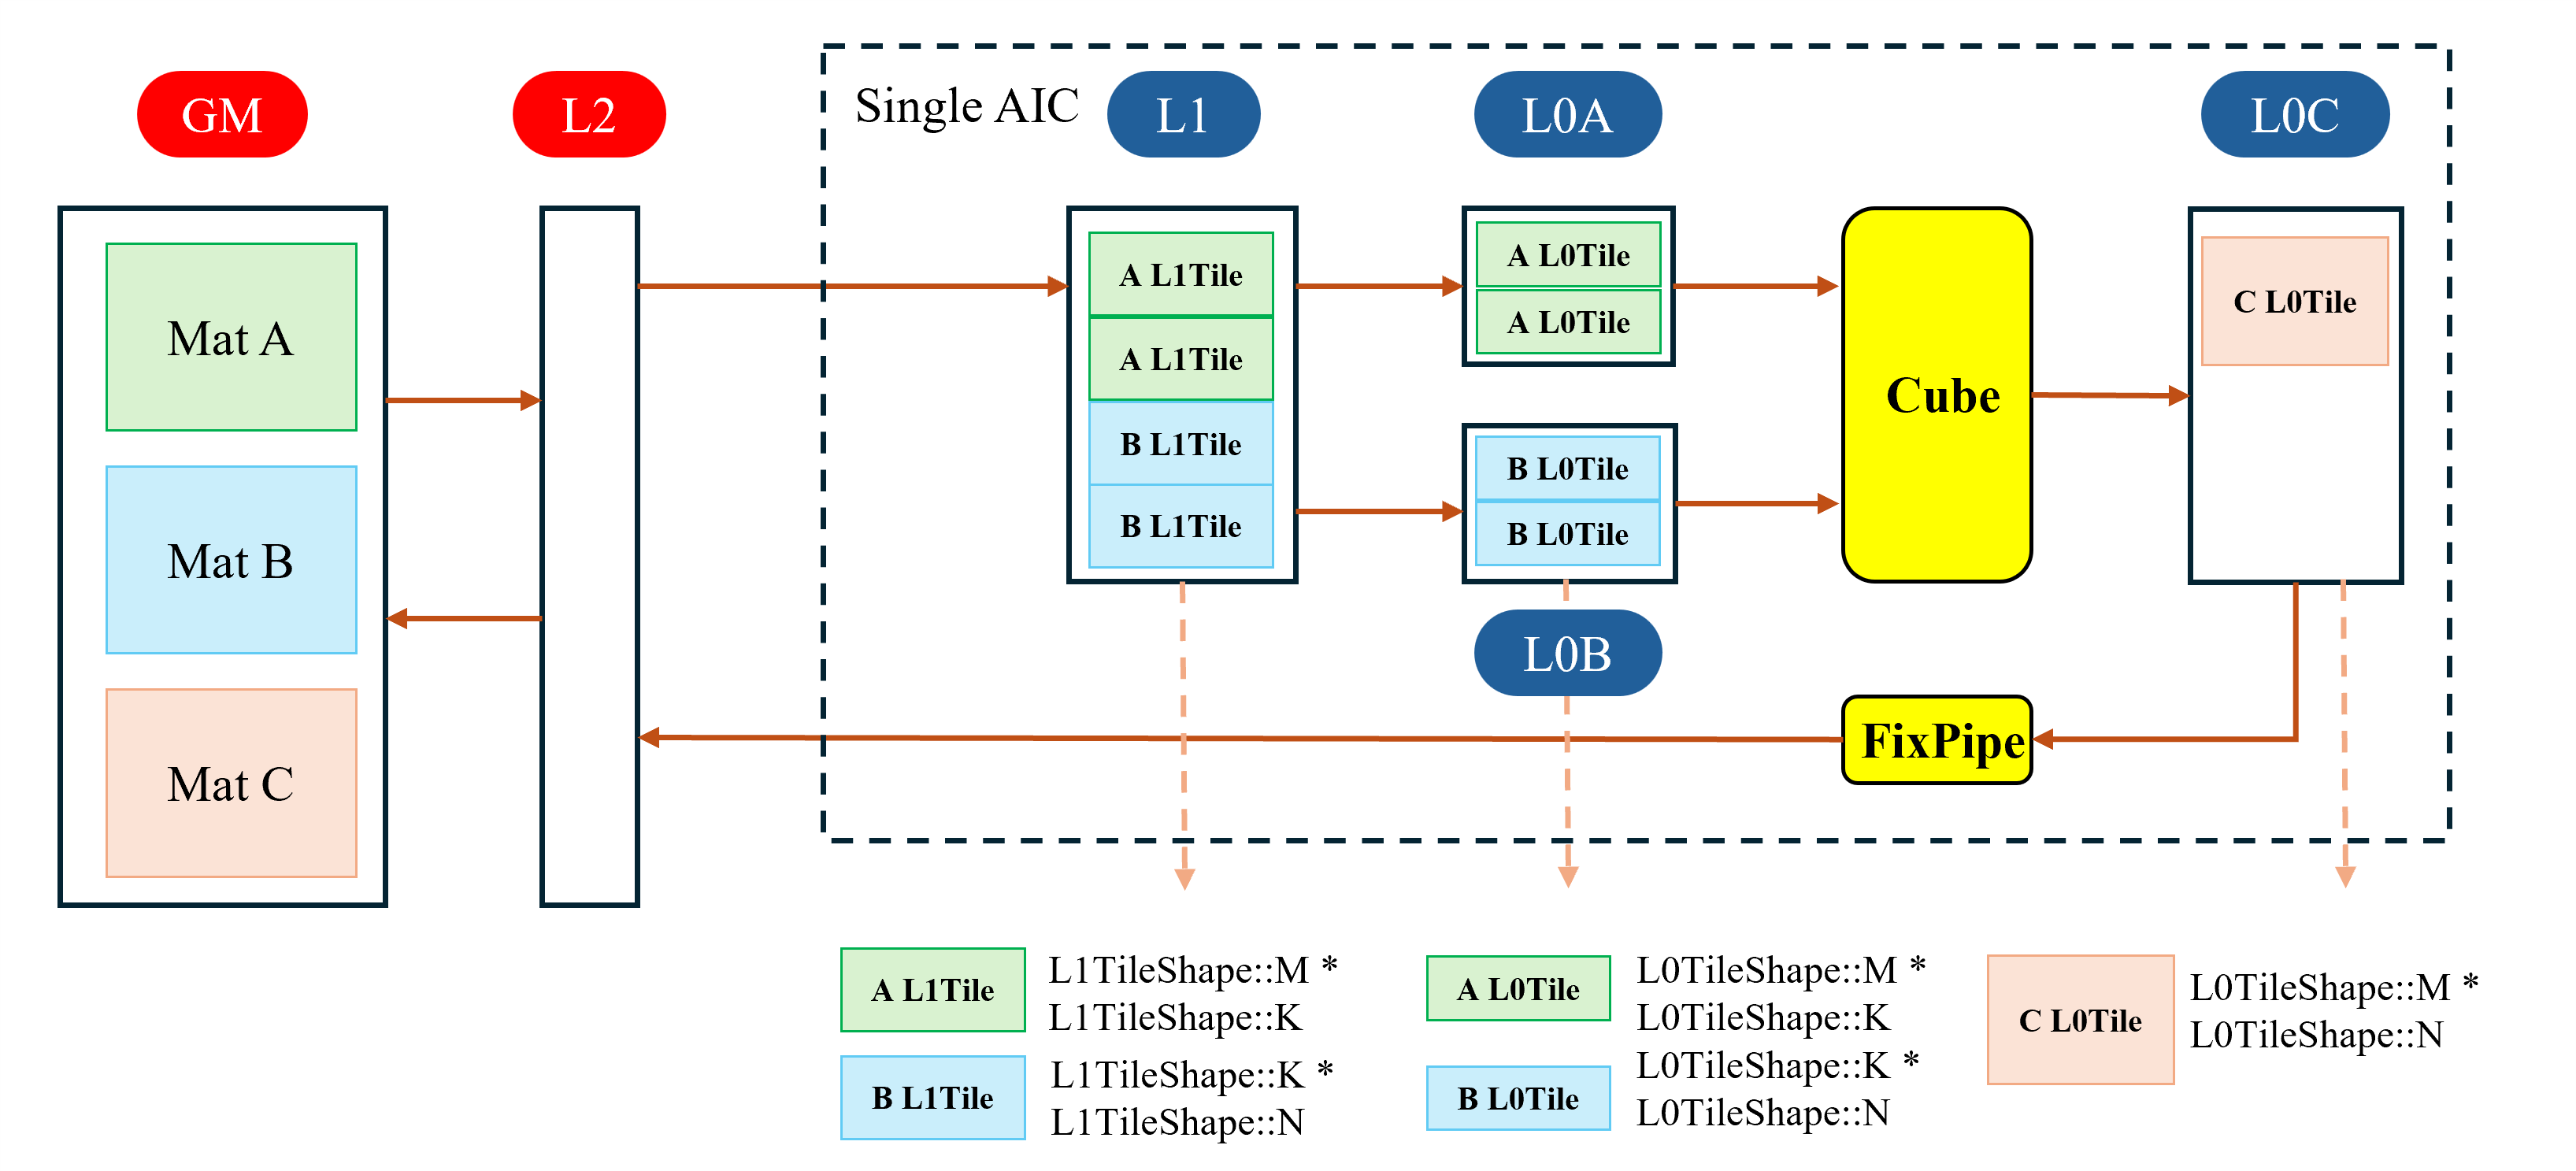 GM
L2
Single AIC
L1
L0A
L0C
Mat A
Mat B
Mat C
A L1Tile
A L1Tile
B L1Tile
B L1Tile
A L0Tile
A L0Tile
B L0Tile
B L0Tile
L0B
Cube
FixPipe
C L0Tile
A L1Tile
L1TileShape::M *
L1TileShape::K
B L1Tile
L1TileShape::K *
L1TileShape::N
A L0Tile
L0TileShape::M *
L0TileShape::K
B L0Tile
L0TileShape::K *
L0TileShape::N
C L0Tile
L0TileShape::M *
L0TileShape::N